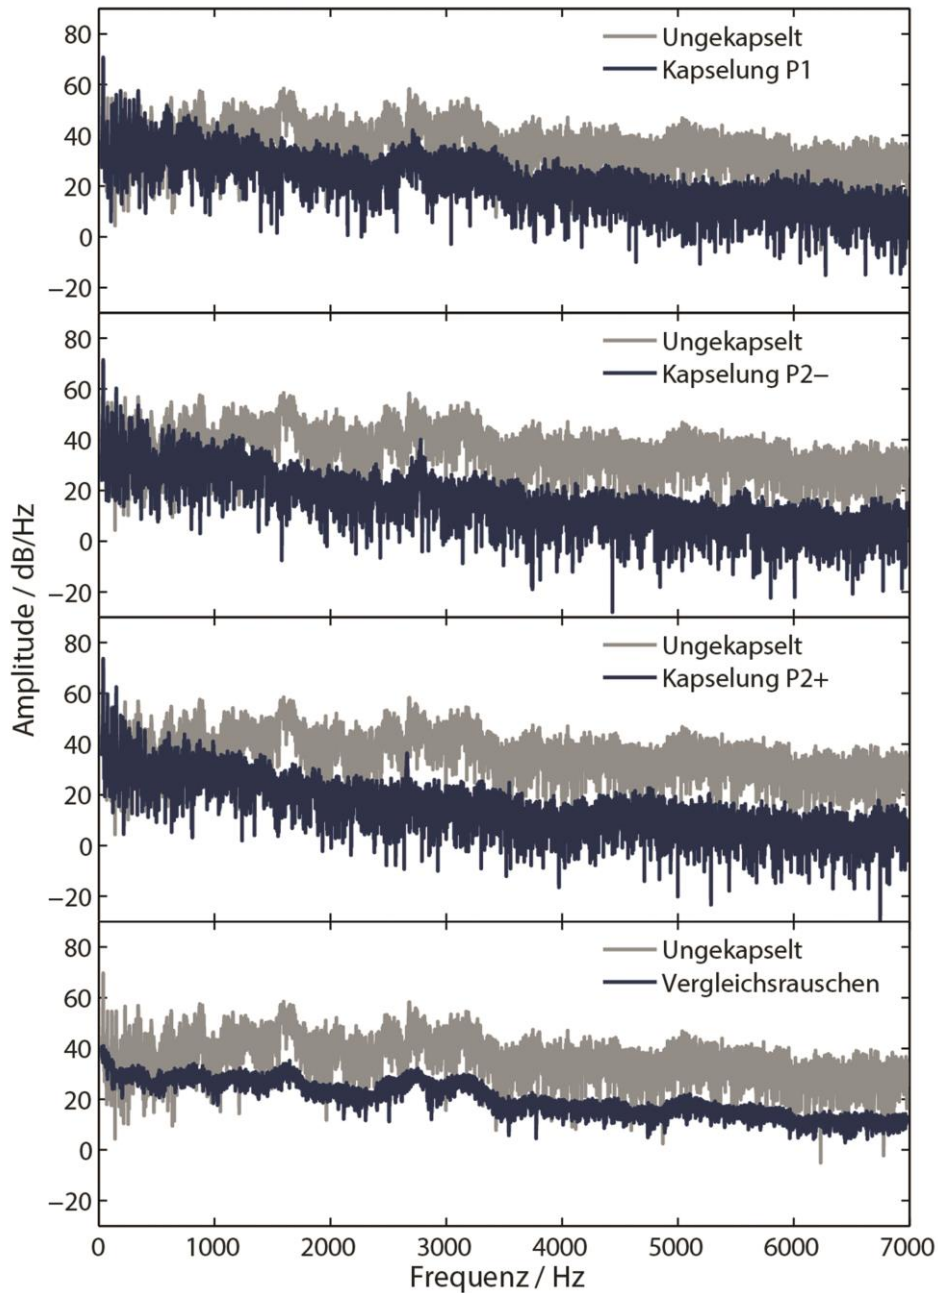 80
60
40
20
0
−20
Ungekapselt
Kapselung P1
80
60
40
20
0
−20
Ungekapselt
Kapselung P2−
80
60
40
20
0
−20
Ungekapselt
Kapselung P2+
80
60
40
20
0
−20
Ungekapselt
Vergleichsrauschen
Amplitude / dB/Hz
0 1000 2000 3000 4000 5000 6000 7000
Frequenz / Hz